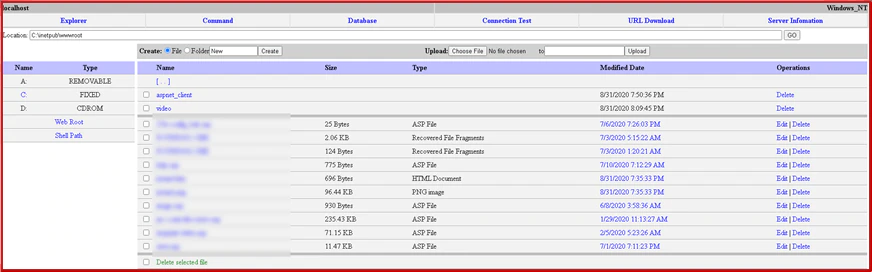 localhost Windows_NT
Explorer Command Database Connection Test URL Download Server Infomation
Location: C:\inetpub\wwwroot GO
Create: File Folder New Create Upload: Choose File No file chosen to Upload
Name Type Name Size Type Modified Date Operations
A: REMOVABLE [ . . ]
C: FIXED aspnet_client 8/31/2020 7:50:36 PM Delete
D: CDROM video 8/31/2020 8:09:45 PM Delete
Web Root 25 Bytes ASP File 7/6/2020 7:26:03 PM Edit | Delete
Shell Path 2.06 KB Recovered File Fragments 7/3/2020 5:15:22 AM Edit | Delete
124 Bytes Recovered File Fragments 7/3/2020 1:20:21 AM Edit | Delete
775 Bytes ASP File 7/10/2020 7:12:29 AM Edit | Delete
696 Bytes HTML Document 8/31/2020 7:35:33 PM Edit | Delete
96.44 KB PNG image 8/31/2020 7:35:33 PM Edit | Delete
930 Bytes ASP File 6/8/2020 3:58:36 AM Edit | Delete
235.43 KB ASP File 1/29/2020 11:13:27 AM Edit | Delete
71.15 KB ASP File 2/5/2020 5:23:26 AM Edit | Delete
11.47 KB ASP File 7/1/2020 7:11:23 PM Edit | Delete
Delete selected file